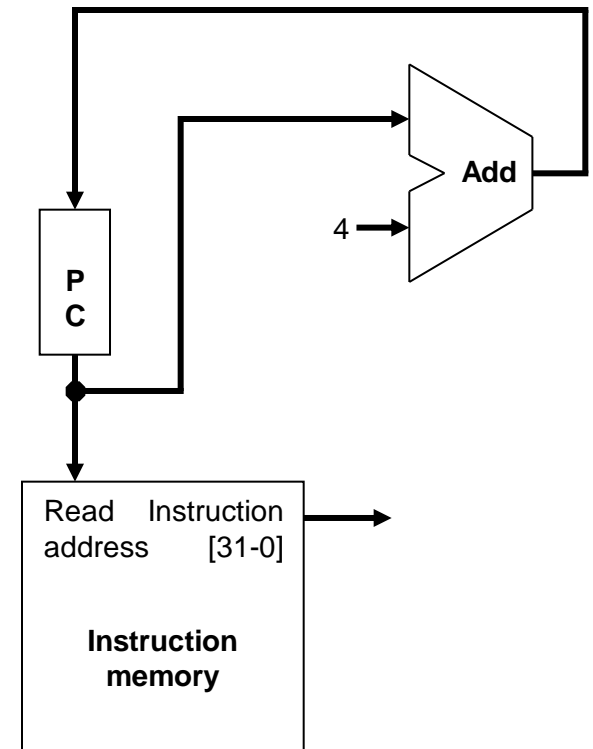 Add
4
P
C
Read Instruction
address [31-0]
Instruction
memory